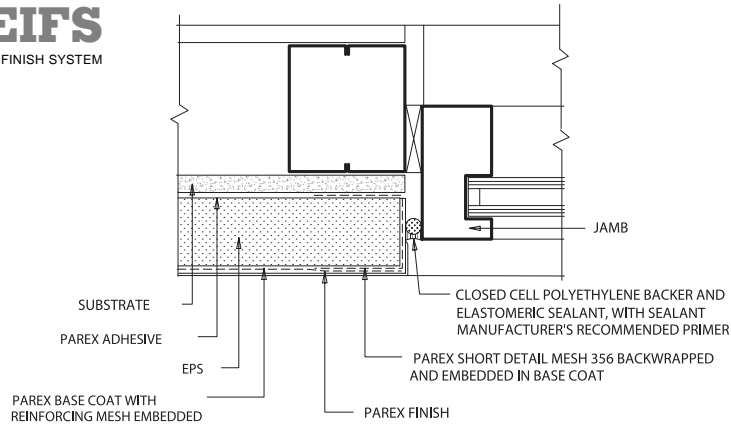 EIFS
FINISH SYSTEM
JAMB
SUBSTRATE
PAREX ADHESIVE
EPS
PAREX BASE COAT WITH
REINFORCING MESH EMBEDDED
PAREX FINISH
PAREX SHORT DETAIL MESH 356 BACKWRAPPED
AND EMBEDDED IN BASE COAT
CLOSED CELL POLYETHYLENE BACKER AND
ELASTOMERIC SEALANT, WITH SEALANT
MANUFACTURER'S RECOMMENDED PRIMER